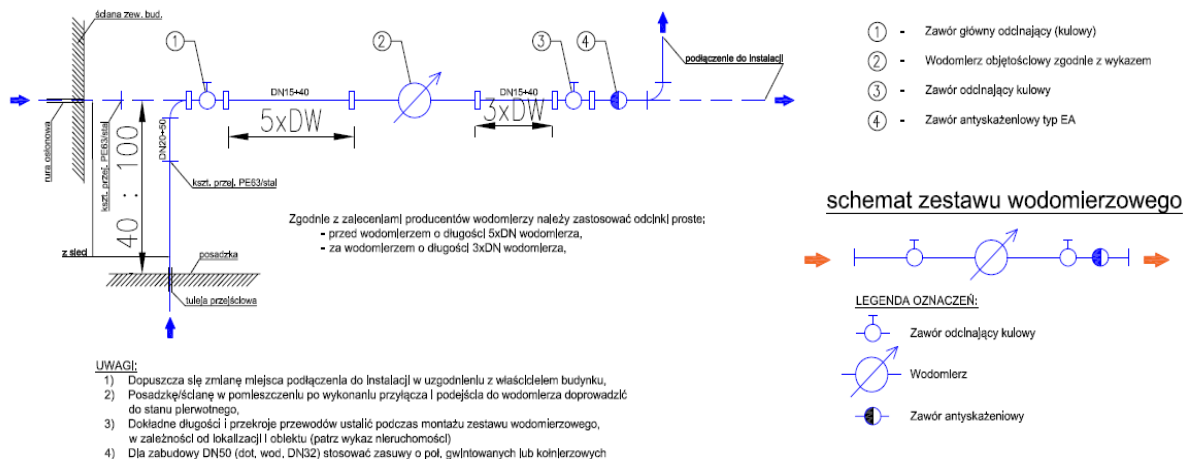 ściana zew. bud.
1
2
3
4
podłączenie do Instalacji
DN15÷40
DN15÷40
5xDW
3xDW
rura osłonowa
kszt. przej. PE63/stal
40 : 100
DN20÷50
kszt. przej. PE63/stal
z sieci
posadzka
tuleja przejściowa
Zgodnie z zaleceniami producentów wodomierzy należy zastosować odcinki proste;
- przed wodomierzem o długości 5xDN wodomierza,
- za wodomierzem o długości 3xDN wodomierza,
UWAGI:
1) Dopuszcza się zmianę miejsca podłączenia do Instalacji w uzgodnieniu z właścicielem budynku,
2) Posadzkę/ścianę w pomieszczeniu po wykonaniu przyłącza i podejścia do wodomierza doprowadzić
do stanu pierwotnego,
3) Dokładne długości i przekroje przewodów ustalić podczas montażu zestawu wodomierzowego,
w zależności od lokalizacji i obiektu (patrz wykaz nieruchomości)
4) Dla zabudowy DN50 (dot. wod. DN32) stosować zasuwy o poł. gwintowanych lub kołnierzowych
1 - Zawór główny odcinający (kulowy)
2 - Wodomierz objętościowy zgodnie z wykazem
3 - Zawór odcinający kulowy
4 - Zawór antyskażeniowy typ EA
schemat zestawu wodomierzowego
LEGENDA OZNACZEŃ:
Zawór odcinający kulowy
Wodomierz
Zawór antyskażeniowy